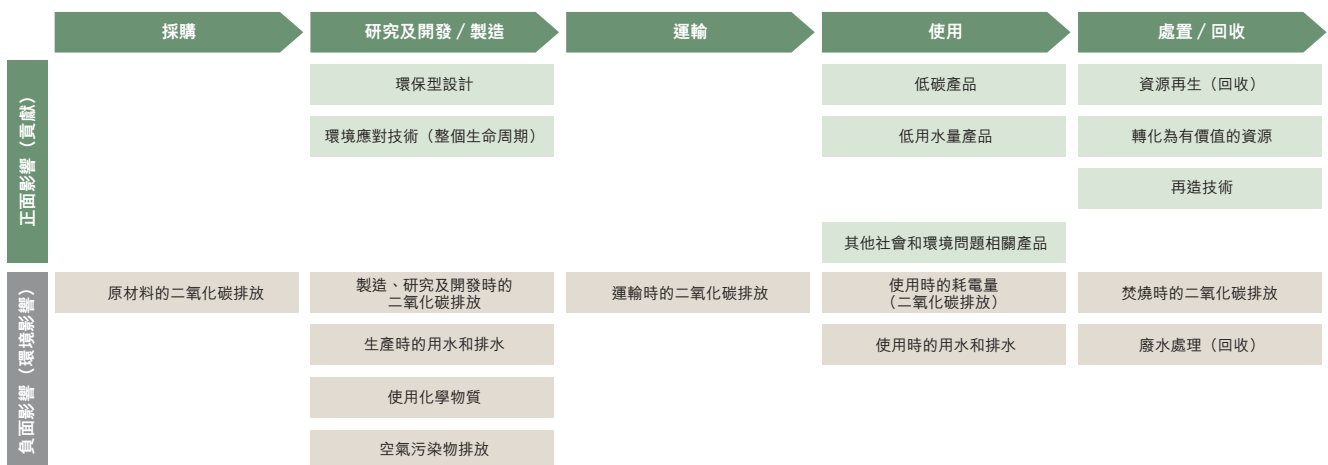 採購
研究及開發 / 製造
運輸
使用
處置 / 回收
正面影響（貢獻）
環保型設計
低碳產品
資源再生（回收）
環境應對技術（整個生命周期）
低用水量產品
轉化為有價值的資源
再造技術
其他社會和環境問題相關產品
負面影響（環境影響）
原材料的二氧化碳排放
製造、研究及開發時的
二氧化碳排放
運輸時的二氧化碳排放
使用時的耗電量
（二氧化碳排放）
焚燒時的二氧化碳排放
生產時的用水和排水
使用時的用水和排水
廢水處理（回收）
使用化學物質
空氣污染物排放